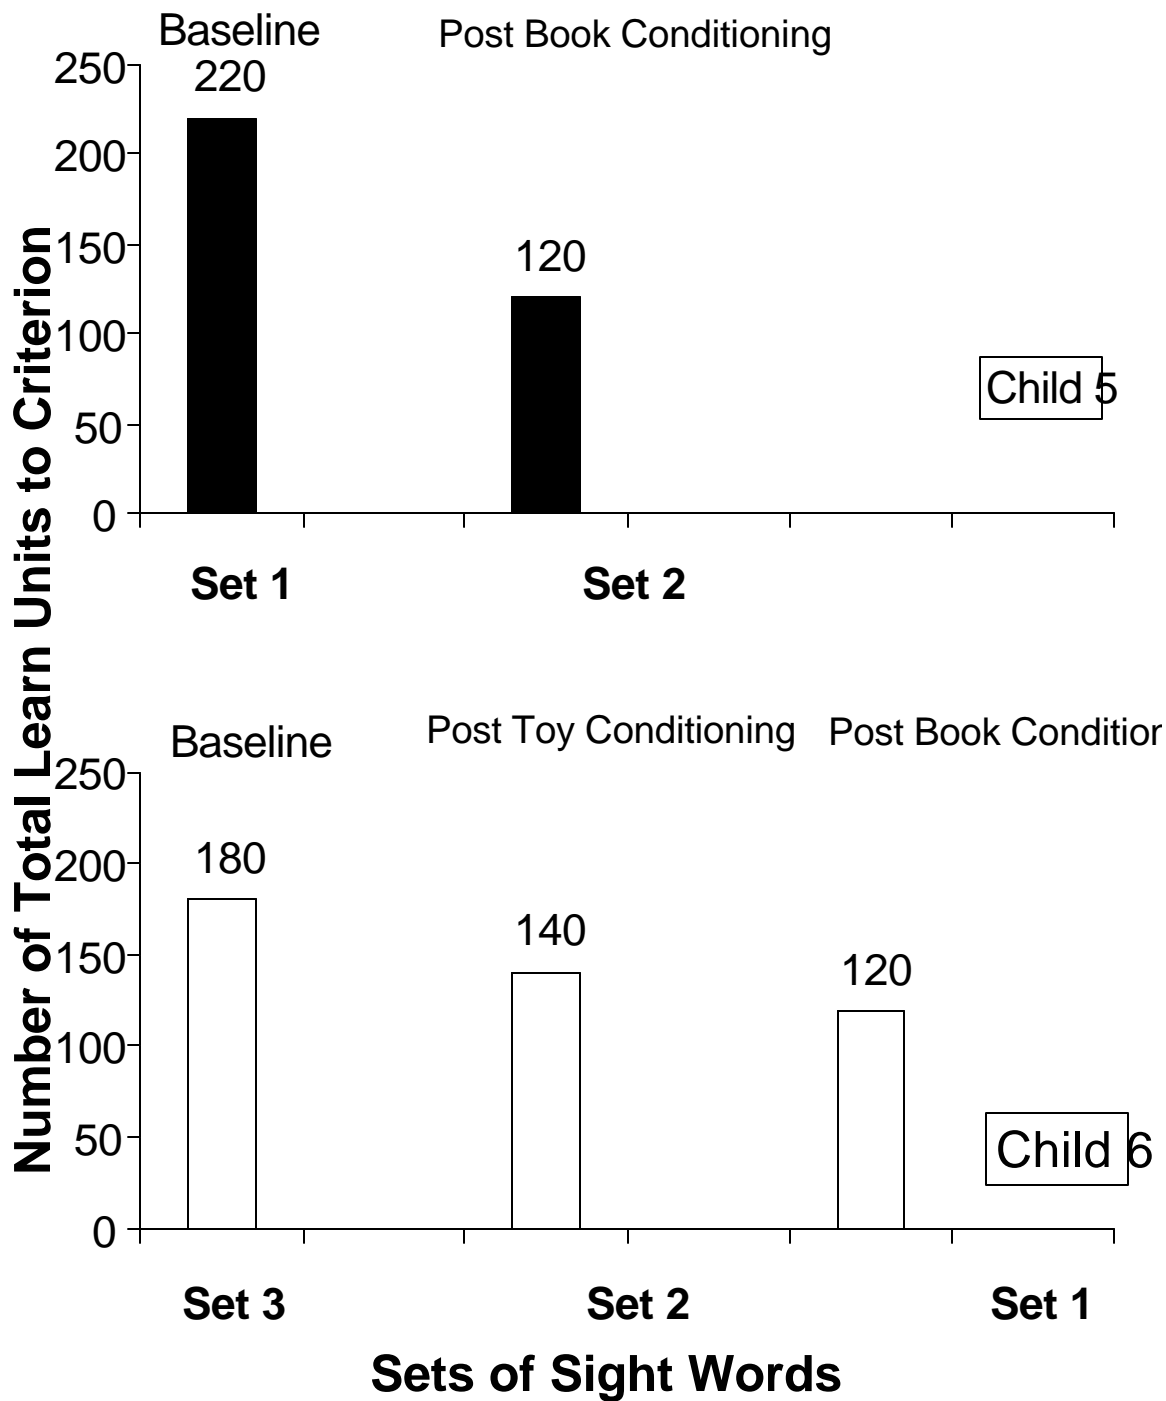 Baseline
Post Book Conditioning
250
220
200
150
120
100
50
0
Child 5
Set 1
Set 2
Number of Total Learn Units to Criterion
Baseline
Post Toy Conditioning
Post Book Condition
250
200
180
150
140
120
100
50
0
Child 6
Set 3
Set 2
Set 1
Sets of Sight Words